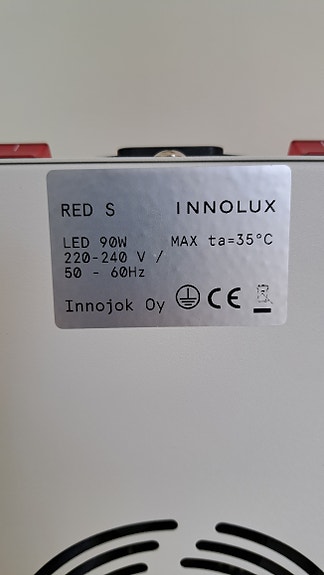 RED S INNOLUX
LED 90W MAX ta=35°C
220-240 V /
50 - 60Hz
Innojok Oy CE